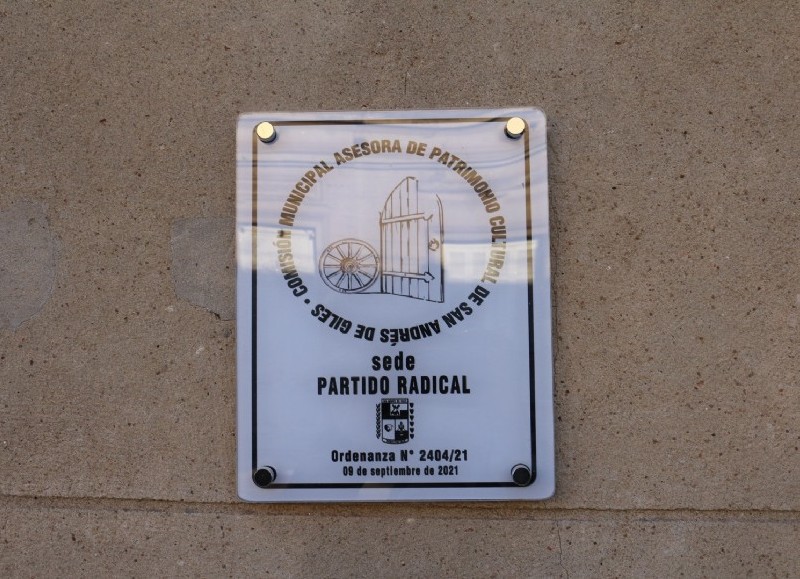 COMISIÓN MUNICIPAL ASESORA DE PATRIMONIO CULTURAL DE SAN ANDRÉS DE GILES •
sede
PARTIDO RADICAL
Ordenanza N° 2404/21
09 de septiembre de 2021